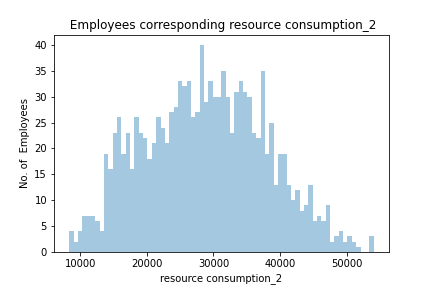 Employees corresponding resource consumption_2
No. of  Employees
40
35
30
25
20
15
10
5
0
10000 20000 30000 40000 50000
resource consumption_2